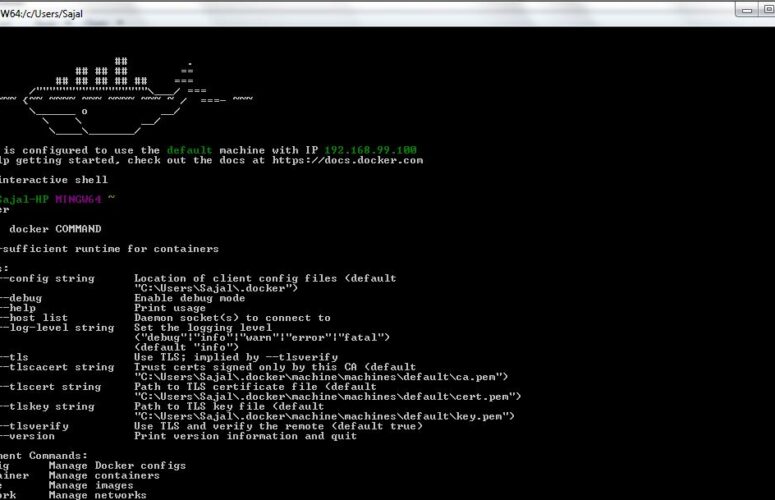 W64:/c/Users/Sajal
##         .
## ## ##        ==
## ## ## ## ##      ===
/"""""""""""""""""\___/ ===
~~~ {~~ ~~~~ ~~~ ~~~~ ~~~ ~ /  ===- ~~~
\______ o           __/
\    \         __/
\____\_______/
is configured to use the default machine with IP 192.168.99.100
lp getting started, check out the docs at https://docs.docker.com
interactive shell
Sajal-HP MINGW64 ~
er
docker COMMAND
-sufficient runtime for containers
s:
--config string      Location of client config files (default
"C:\Users\Sajal\.docker")
--debug              Enable debug mode
--help               Print usage
--host list          Daemon socket(s) to connect to
--log-level string   Set the logging level
("debug"|"info"|"warn"|"error"|"fatal")
(default "info")
--tls                Use TLS; implied by --tlsverify
--tlscacert string   Trust certs signed only by this CA (default
"C:\Users\Sajal\.docker\machine\machines\default\ca.pem")
--tlscert string     Path to TLS certificate file (default
"C:\Users\Sajal\.docker\machine\machines\default\cert.pem")
--tlskey string      Path to TLS key file (default
"C:\Users\Sajal\.docker\machine\machines\default\key.pem")
--tlsverify          Use TLS and verify the remote (default true)
--version            Print version information and quit
ment Commands:
ig      Manage Docker configs
ainer   Manage containers
e       Manage images
ork     Manage networks